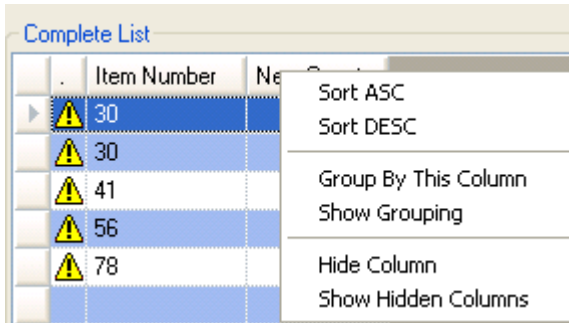 Complete List
. Item Number
Sort ASC
Sort DESC
30
30
Group By This Column
41
Show Grouping
56
78
Hide Column
Show Hidden Columns